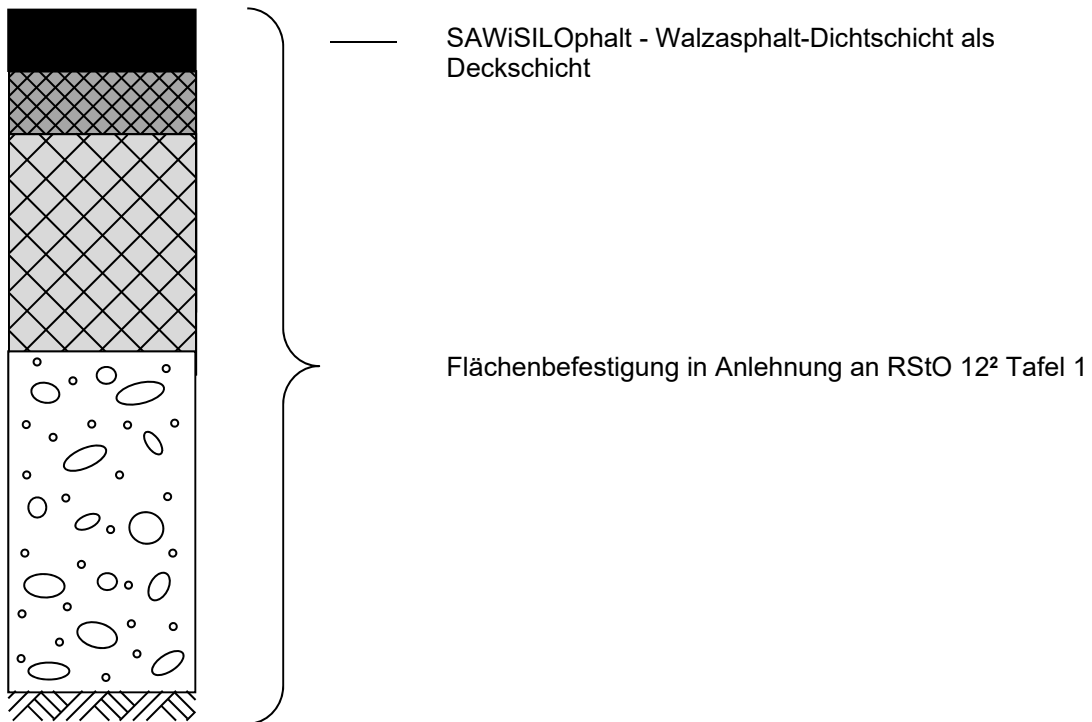 SAWiSILOphalt - Walzasphalt-Dichtschicht als
Deckschicht
Flächenbefestigung in Anlehnung an RStO 12² Tafel 1